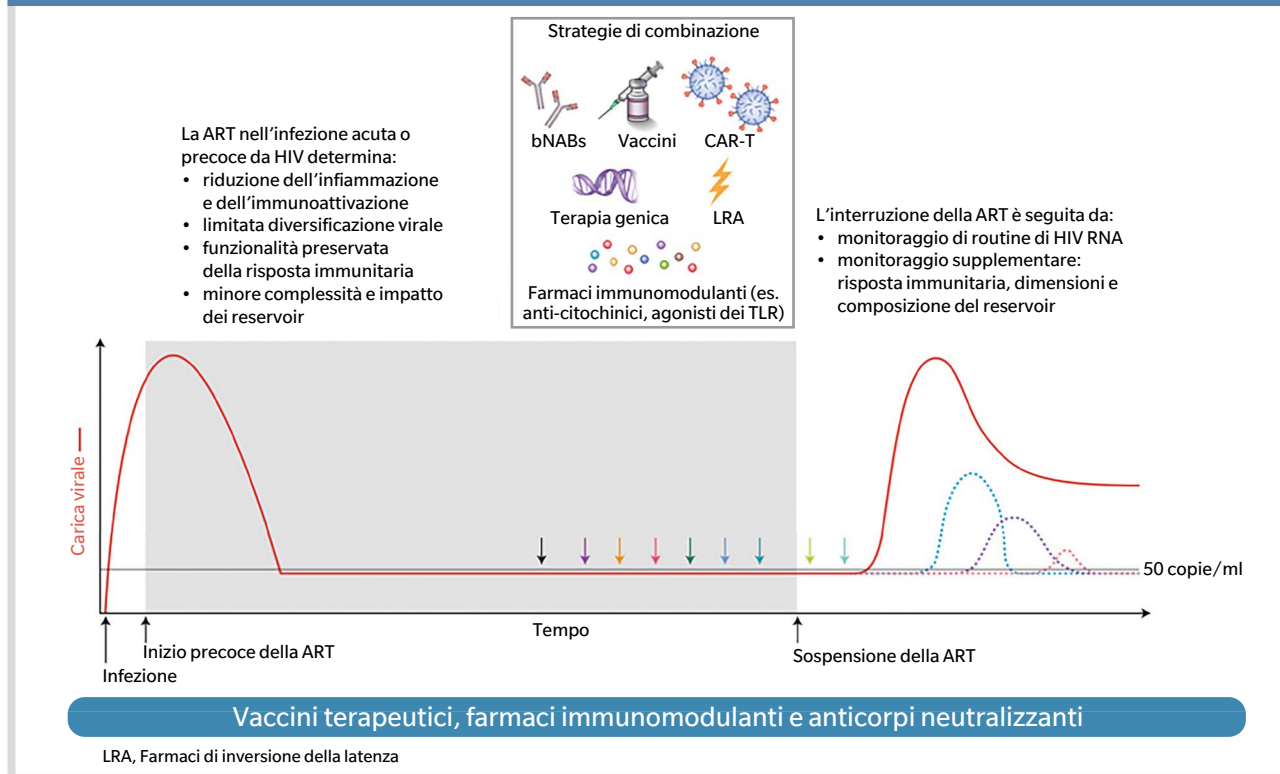 Strategie di combinazione
bNABs Vaccini CAR-T
Terapia genica LRA
Farmaci immunomodulanti (es.
anti-citochinici, agonisti dei TLR)
La ART nell'infezione acuta o
precoce da HIV determina:
• riduzione dell'infiammazione
e dell'immunoattivazione
• limitata diversificazione virale
• funzionalità preservata
della risposta immunitaria
• minore complessità e impatto
dei reservoir
L'interruzione della ART è seguita da:
• monitoraggio di routine di HIV RNA
• monitoraggio supplementare:
risposta immunitaria, dimensioni e
composizione del reservoir
Carica virale
50 copie/ml
Tempo
Inizio precoce della ART
Infezione
Sospensione della ART
Vaccini terapeutici, farmaci immunomodulanti e anticorpi neutralizzanti
LRA, Farmaci di inversione della latenza